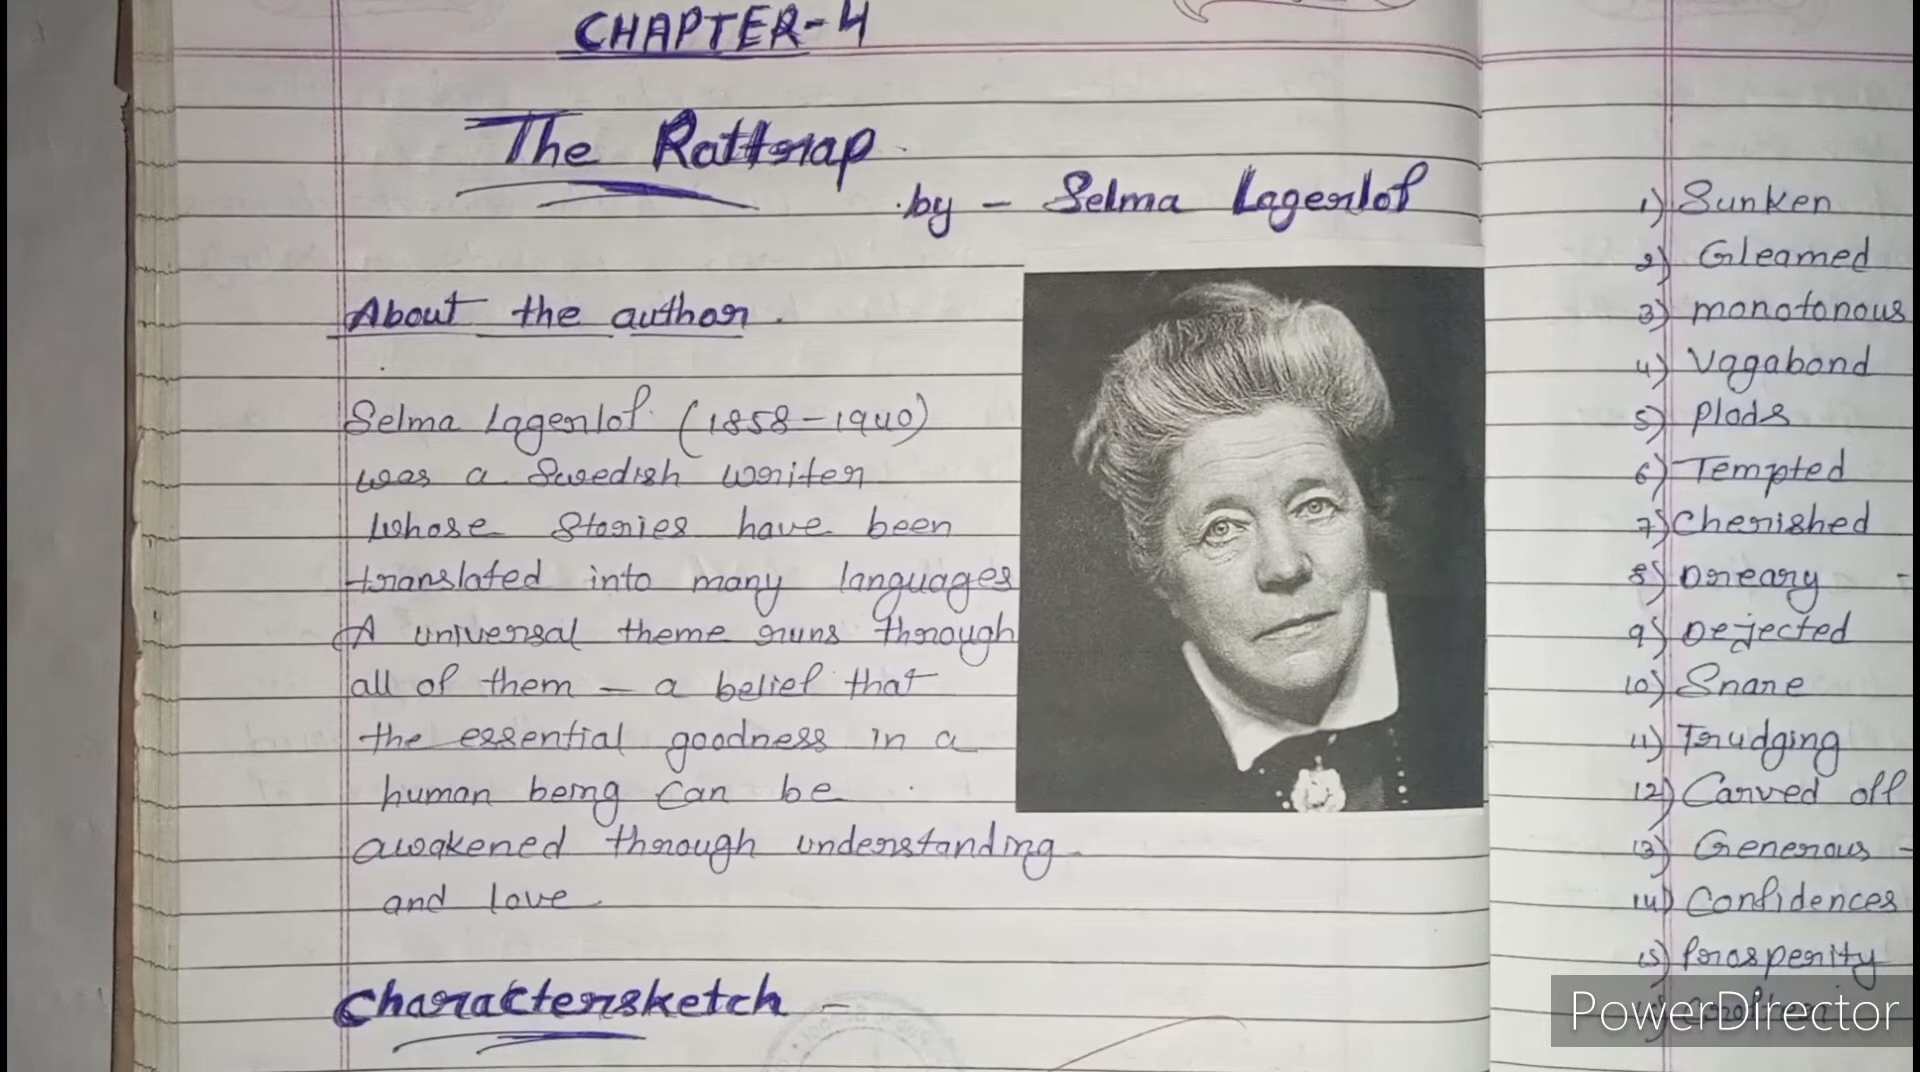 CHAPTER-4
The Rattrap
by - Selma Lagerlof
About the author.
Selma Lagerlof (1858-1940)
was a Swedish writer
whose stories have been
translated into many languages
A universal theme runs through
all of them - a belief that
the essential goodness in a
human being can be
awakened through understanding
and love
Charactersketch -
1) Sunken
2) Gleamed
3) monotonous
4) Vagabond
5) Plods
6) Tempted
7) Cherished
8) Dreary -
9) Dejected
10) Snare
11) Trudging
12) Carved off
13) Generous -
14) Confidences
15) Prosperity
PowerDirector